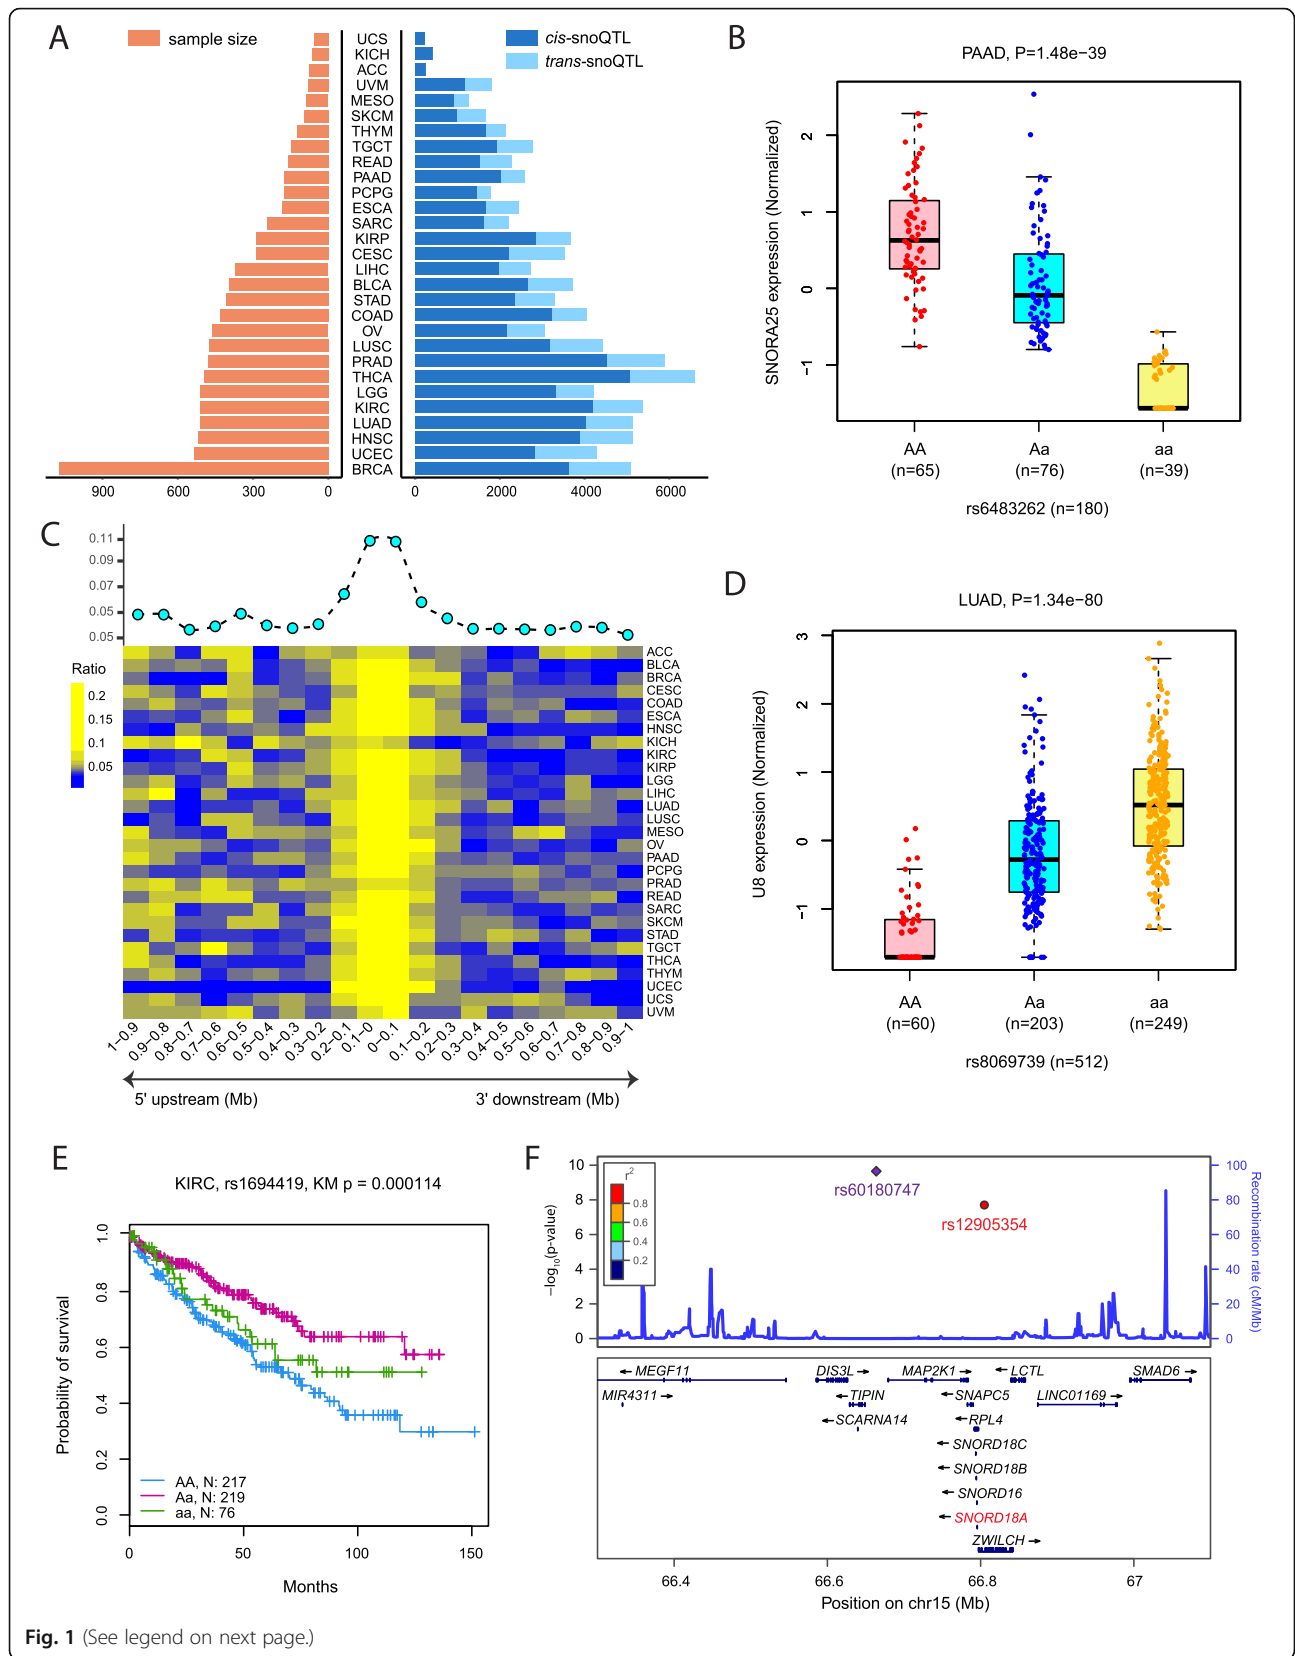 A
sample size
cis-snoQTL
trans-snoQTL
UCS
KICH
ACC
UVM
MESO
SKCM
THYM
TGCT
READ
PAAD
PCPG
ESCA
SARC
KIRP
CESC
LIHC
BLCA
STAD
COAD
OV
LUSC
PRAD
THCA
LGG
KIRC
LUAD
HNSC
UCEC
BRCA
900 600 300 0
0 2000 4000 6000
B
PAAD, P=1.48e−39
SNORA25 expression (Normalized)
2
1
0
−1
AA Aa aa
(n=65) (n=76) (n=39)
rs6483262 (n=180)
C
0.11
0.09
0.07
0.05
0.05
Ratio
0.2
0.15
0.1
0.05
ACC
BLCA
BRCA
CESC
COAD
ESCA
HNSC
KICH
KIRC
KIRP
LGG
LIHC
LUAD
LUSC
MESO
OV
PAAD
PCPG
PRAD
READ
SARC
SKCM
STAD
TGCT
THCA
THYM
UCEC
UCS
UVM
1−0.9 0.9−0.8 0.8−0.7 0.7−0.6 0.6−0.5 0.5−0.4 0.4−0.3 0.3−0.2 0.2−0.1 0.1−0 0−0.1 0.1−0.2 0.2−0.3 0.3−0.4 0.4−0.5 0.5−0.6 0.6−0.7 0.7−0.8 0.8−0.9 0.9−1
5' upstream (Mb) 3' downstream (Mb)
D
LUAD, P=1.34e−80
U8 expression (Normalized)
3
2
1
0
−1
AA Aa aa
(n=60) (n=203) (n=249)
rs8069739 (n=512)
E
KIRC, rs1694419, KM p = 0.000114
Probability of survival
1.0
0.8
0.6
0.4
0.2
0.0
AA, N: 217
Aa, N: 219
aa, N: 76
0 50 100 150
Months
F
10
8
6
4
2
0
−log10(p-value)
r2
0.8
0.6
0.4
0.2
rs60180747
rs12905354
100
80
60
40
20
0
Recombination rate (cM/Mb)
MEGF11 DIS3L MAP2K1 LCTL SMAD6
MIR4311 TIPIN SNAPC5 LINC01169
SCARNA14 RPL4
SNORD18C
SNORD18B
SNORD16
SNORD18A
ZWILCH
66.4 66.6 66.8 67
Position on chr15 (Mb)
Fig. 1 (See legend on next page.)